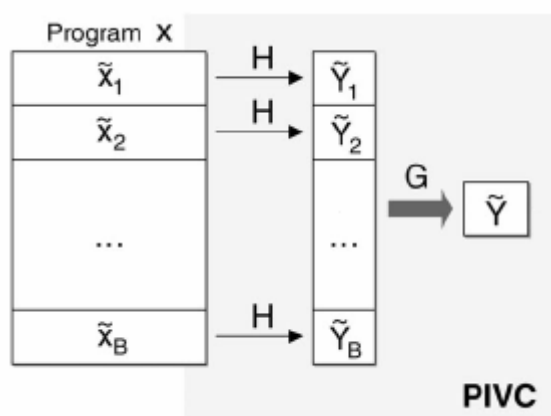 Program X
x̃₁ H Ỹ₁
x̃₂ H Ỹ₂
G Ỹ
... ...
x̃B H ỸB
PIVC